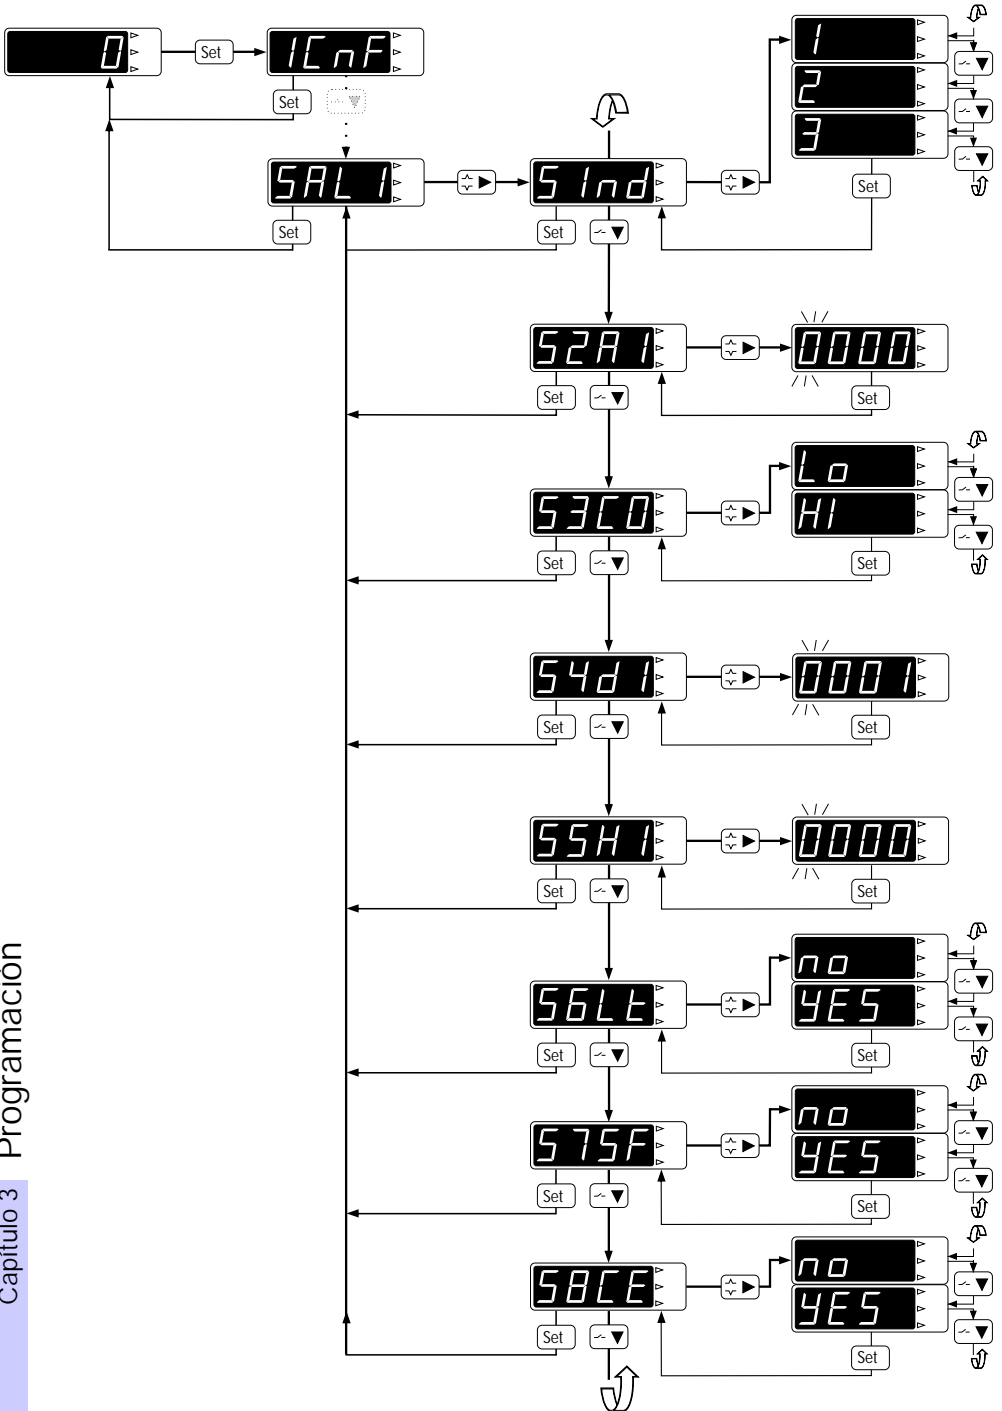 0
Set
1CnF
Set
SAL1
Set
S1nd
Set
1
2
3
Set
S2A1
Set
0000
Set
S3C0
Set
Lo
HI
Set
S4d1
Set
0001
Set
S5H1
Set
0000
Set
S6Lt
Set
no
YES
Set
S7SF
Set
no
YES
Set
S8CE
Set
no
YES
Set
Programación
Capítulo 3